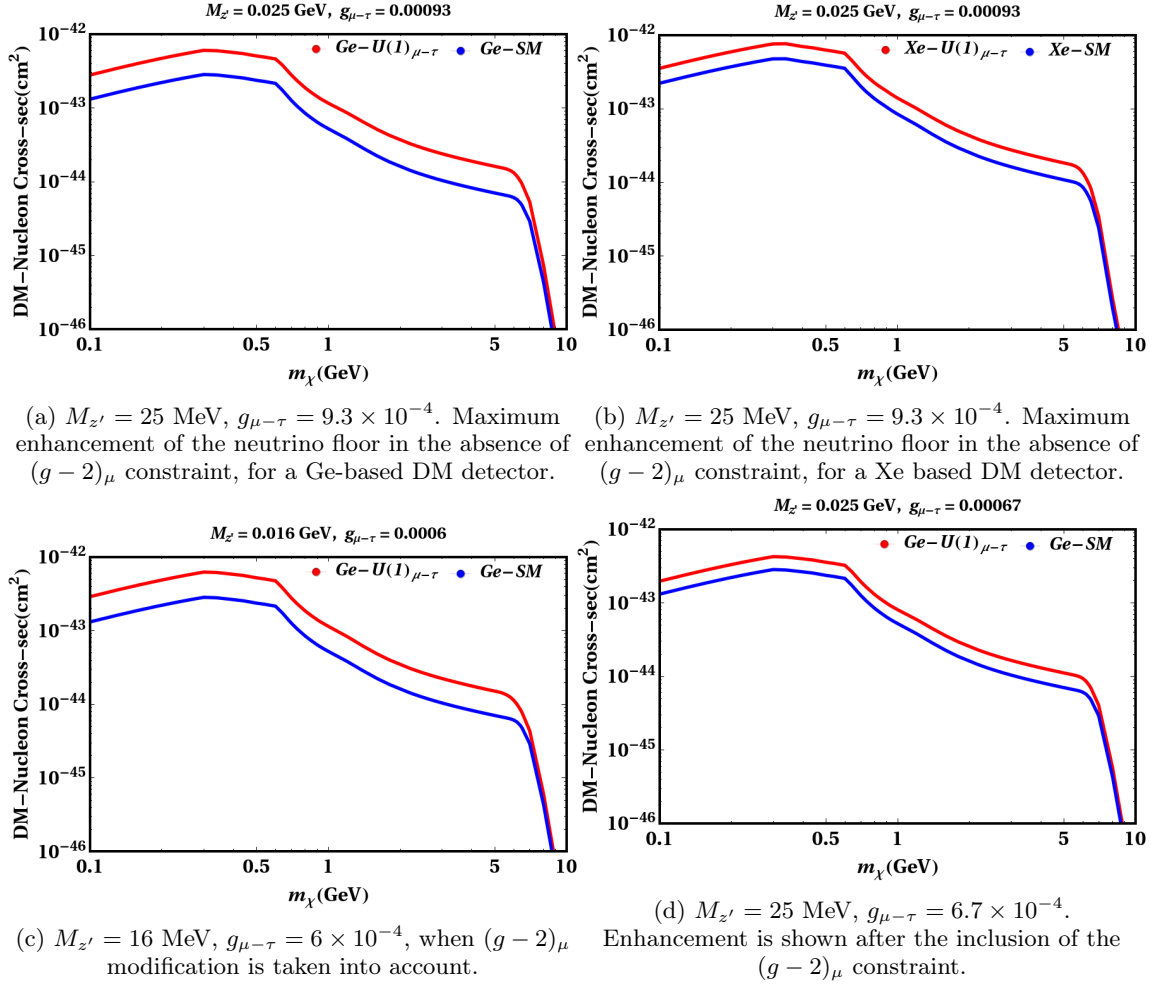 M_{z'} = 0.025 GeV, g_{μ−τ} = 0.00093
Ge−U(1)_{μ−τ} Ge−SM
DM−Nucleon Cross−sec(cm²)
10⁻⁴²
10⁻⁴³
10⁻⁴⁴
10⁻⁴⁵
10⁻⁴⁶
0.1 0.5 1 5 10
m_χ(GeV)
(a) M_{z'} = 25 MeV, g_{μ−τ} = 9.3 × 10⁻⁴. Maximum
enhancement of the neutrino floor in the absence of
(g − 2)_μ constraint, for a Ge-based DM detector.
M_{z'} = 0.025 GeV, g_{μ−τ} = 0.00093
Xe−U(1)_{μ−τ} Xe−SM
DM−Nucleon Cross−sec(cm²)
10⁻⁴²
10⁻⁴³
10⁻⁴⁴
10⁻⁴⁵
10⁻⁴⁶
0.1 0.5 1 5 10
m_χ(GeV)
(b) M_{z'} = 25 MeV, g_{μ−τ} = 9.3 × 10⁻⁴. Maximum
enhancement of the neutrino floor in the absence of
(g − 2)_μ constraint, for a Xe based DM detector.
M_{z'} = 0.016 GeV, g_{μ−τ} = 0.0006
Ge−U(1)_{μ−τ} Ge−SM
DM−Nucleon Cross−sec(cm²)
10⁻⁴²
10⁻⁴³
10⁻⁴⁴
10⁻⁴⁵
10⁻⁴⁶
0.1 0.5 1 5 10
m_χ(GeV)
(c) M_{z'} = 16 MeV, g_{μ−τ} = 6 × 10⁻⁴, when (g − 2)_μ
modification is taken into account.
M_{z'} = 0.025 GeV, g_{μ−τ} = 0.00067
Ge−U(1)_{μ−τ} Ge−SM
DM−Nucleon Cross−sec(cm²)
10⁻⁴²
10⁻⁴³
10⁻⁴⁴
10⁻⁴⁵
10⁻⁴⁶
0.1 0.5 1 5 10
m_χ(GeV)
(d) M_{z'} = 25 MeV, g_{μ−τ} = 6.7 × 10⁻⁴.
Enhancement is shown after the inclusion of the
(g − 2)_μ constraint.